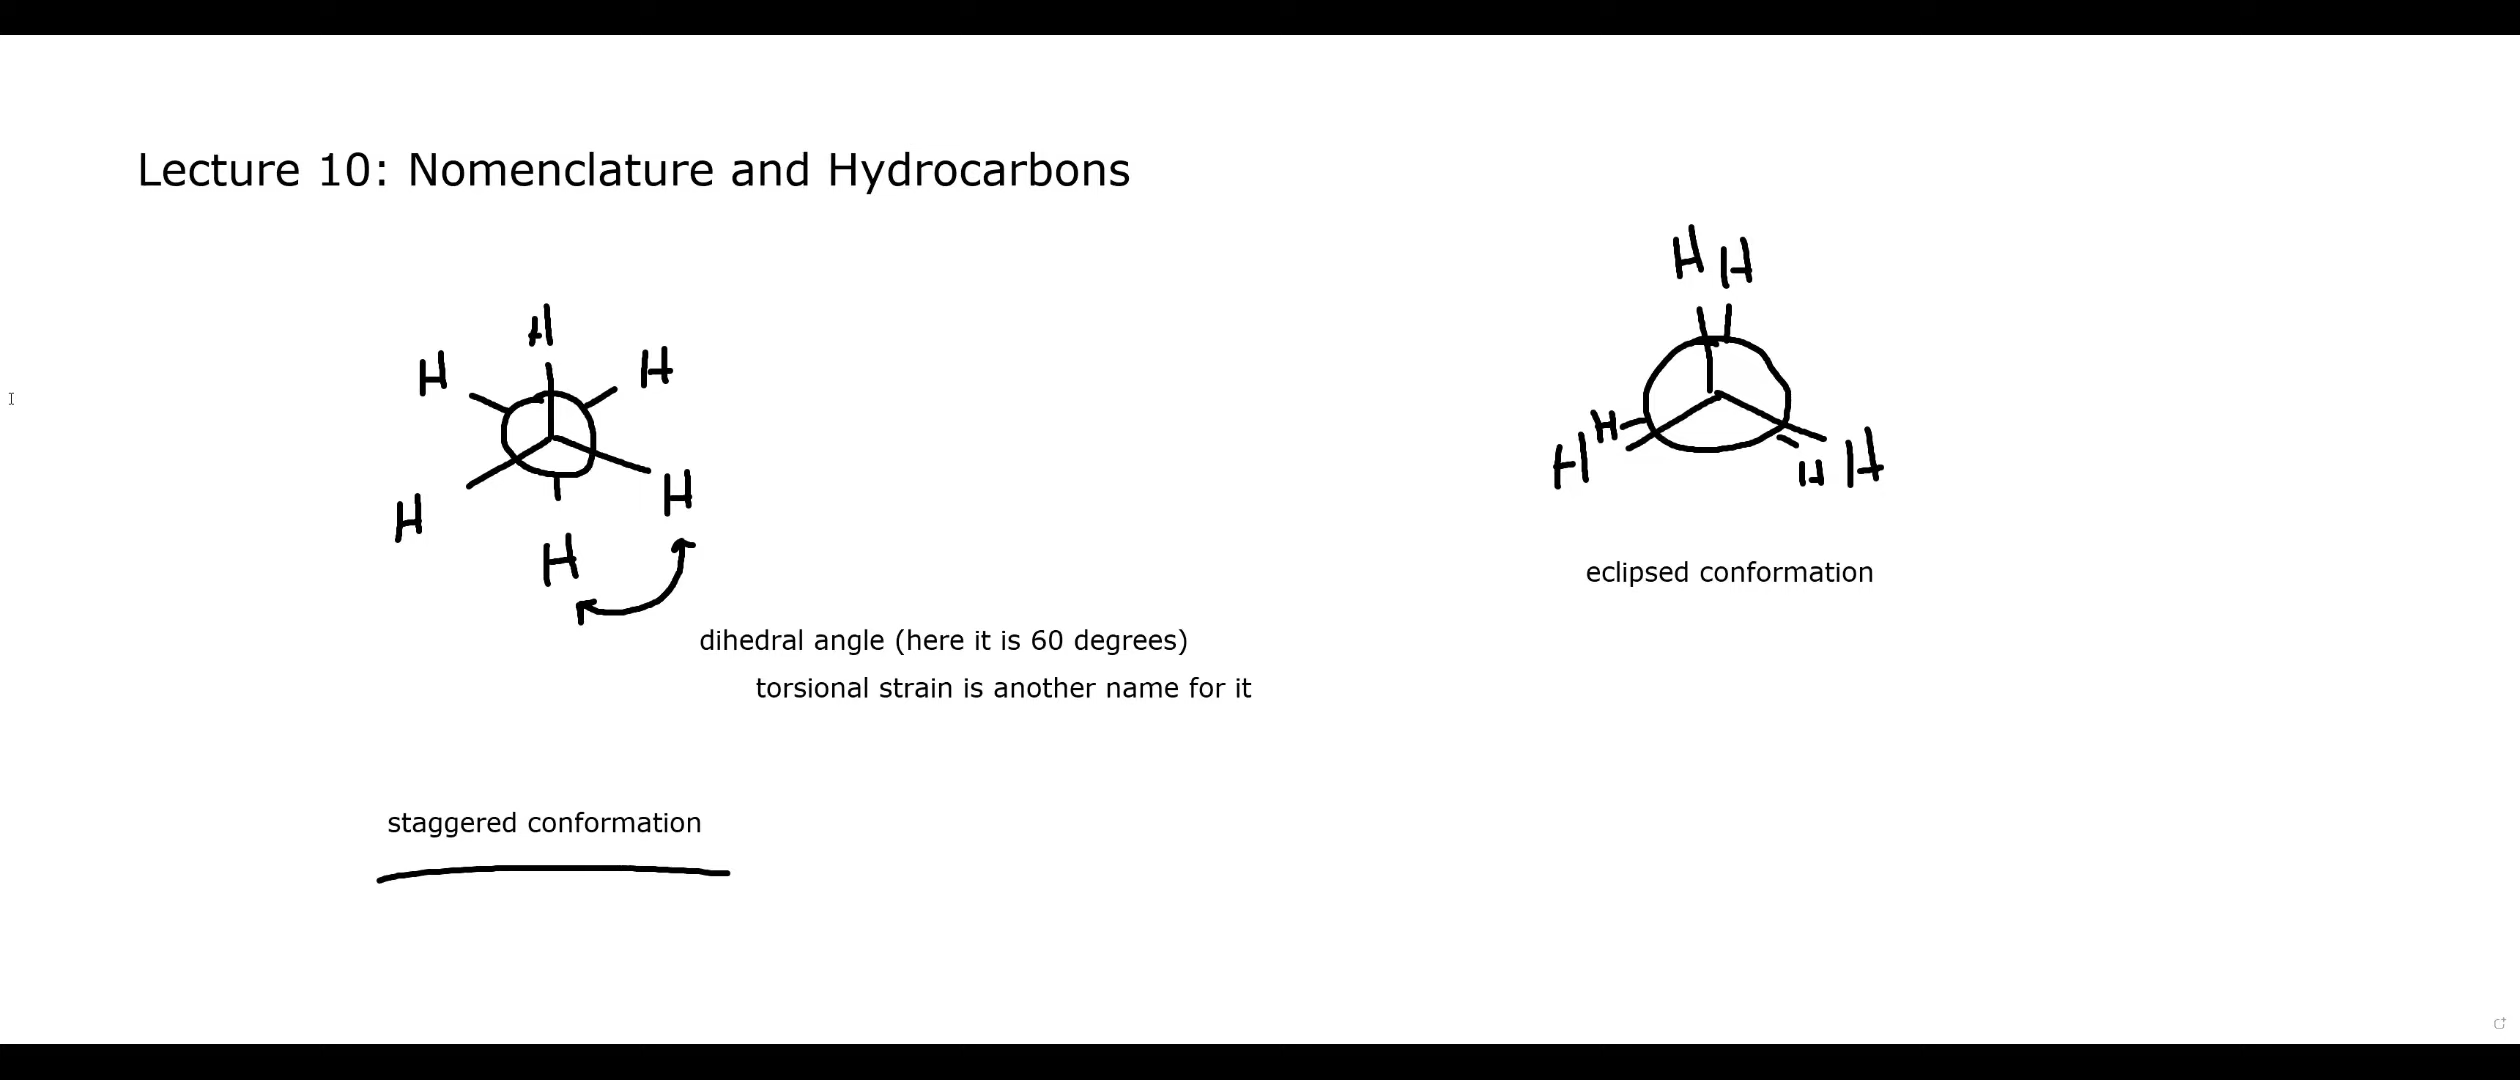 Lecture 10: Nomenclature and Hydrocarbons
H H
H
H H
H H
H H
H
H H
H
eclipsed conformation
dihedral angle (here it is 60 degrees)
torsional strain is another name for it
staggered conformation